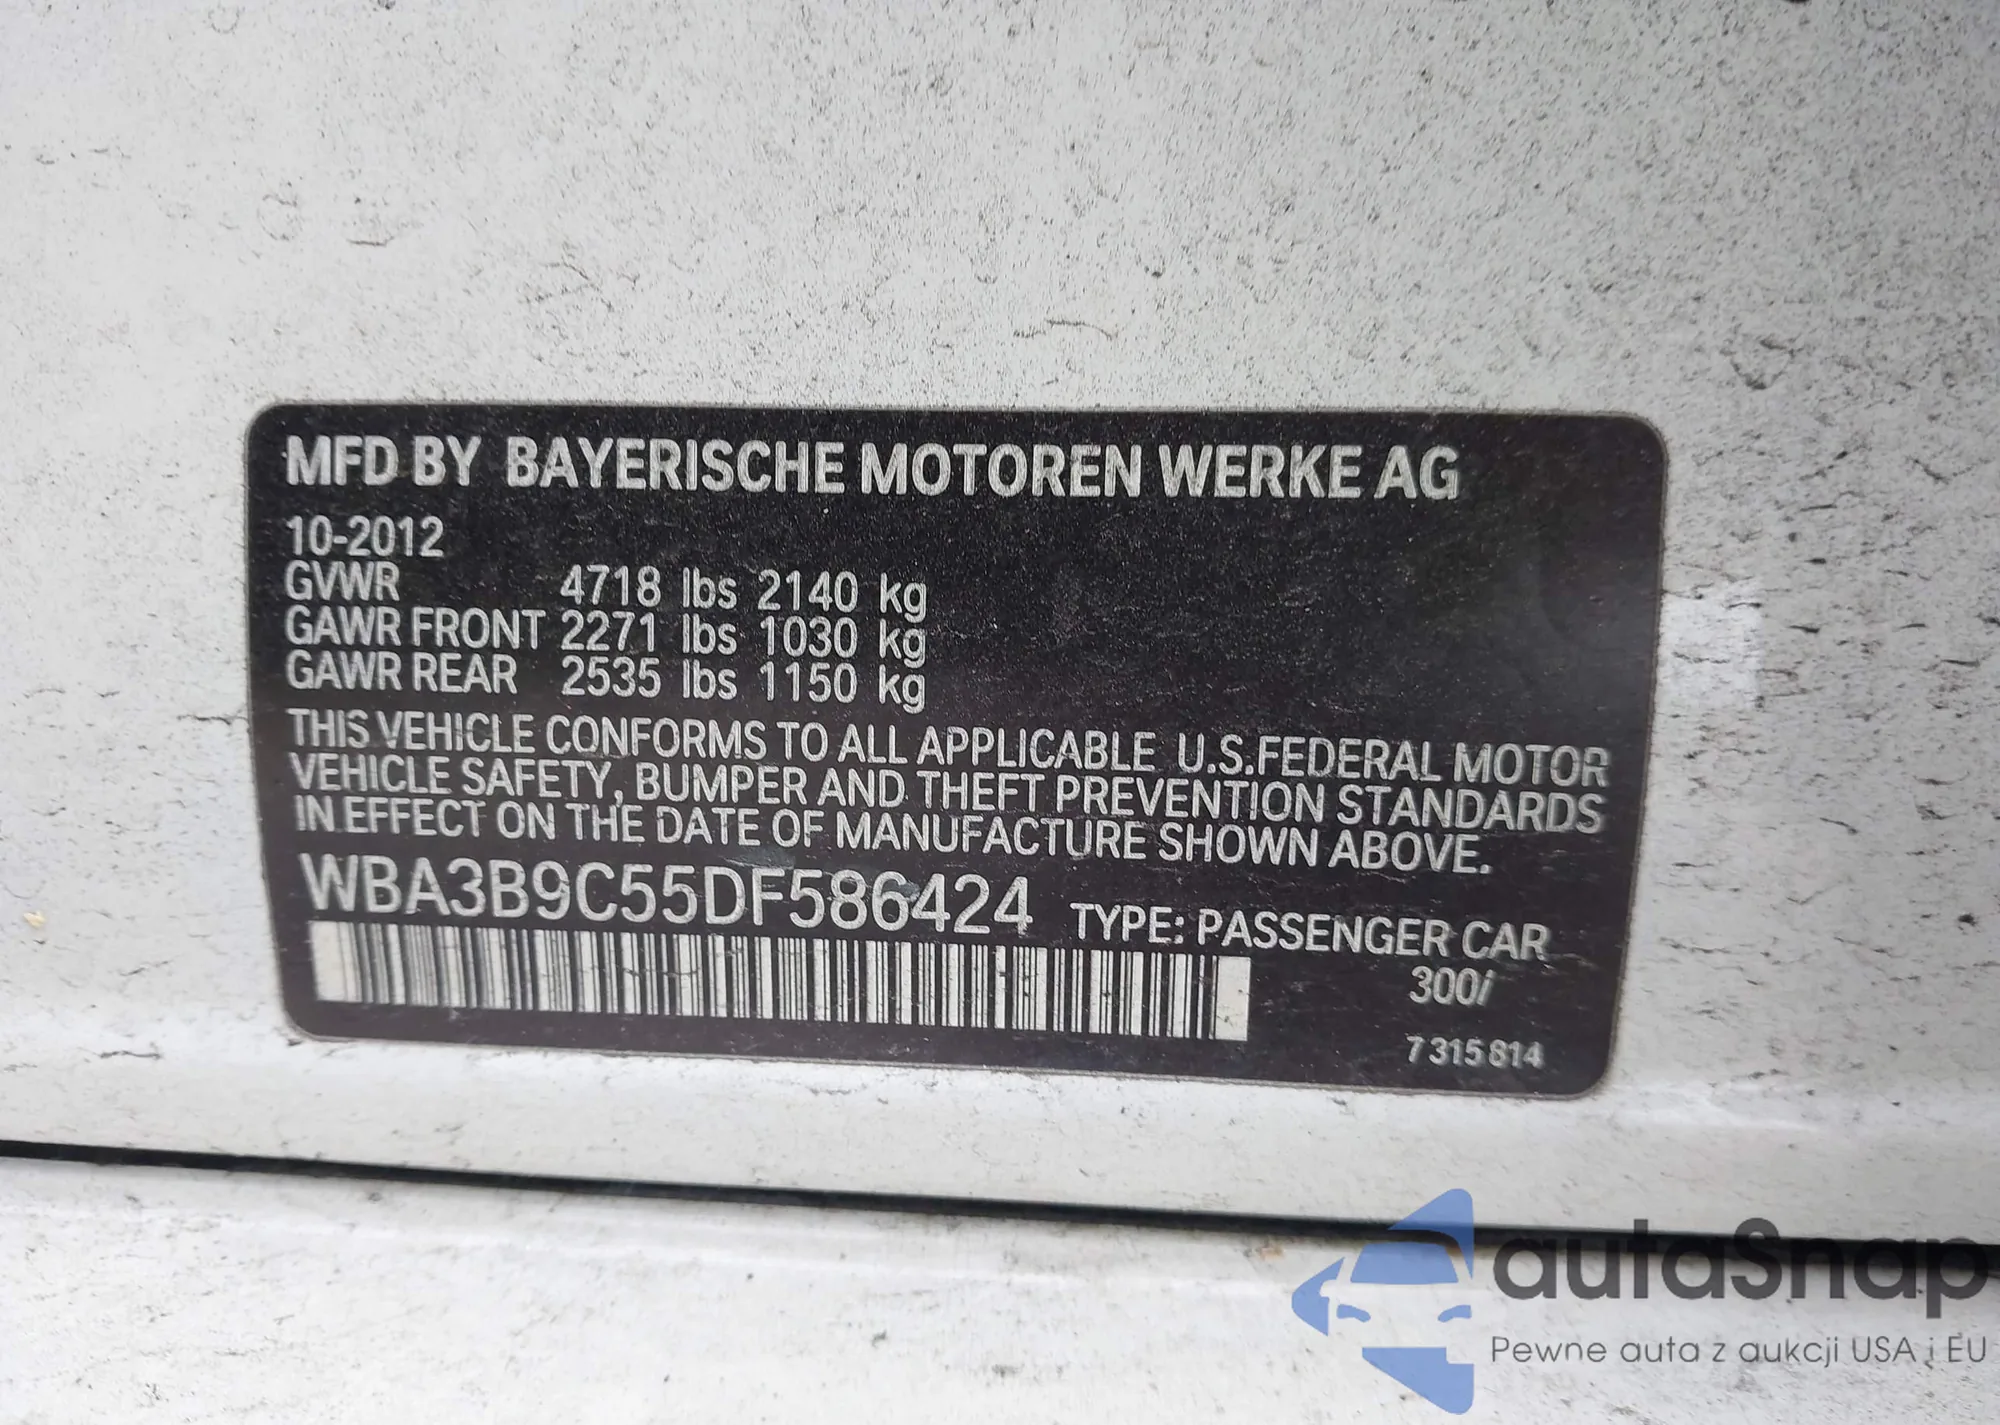 MFD BY BAYERISCHE MOTOREN WERKE AG
10-2012
GVWR 4718 lbs 2140 kg
GAWR FRONT 2271 lbs 1030 kg
GAWR REAR 2535 lbs 1150 kg
THIS VEHICLE CONFORMS TO ALL APPLICABLE U.S.FEDERAL MOTOR
VEHICLE SAFETY, BUMPER AND THEFT PREVENTION STANDARDS
IN EFFECT ON THE DATE OF MANUFACTURE SHOWN ABOVE.
WBA3B9C55DF586424 TYPE: PASSENGER CAR
300i
7 315 814
autaSnap
Pewne auta z aukcji USA i EU